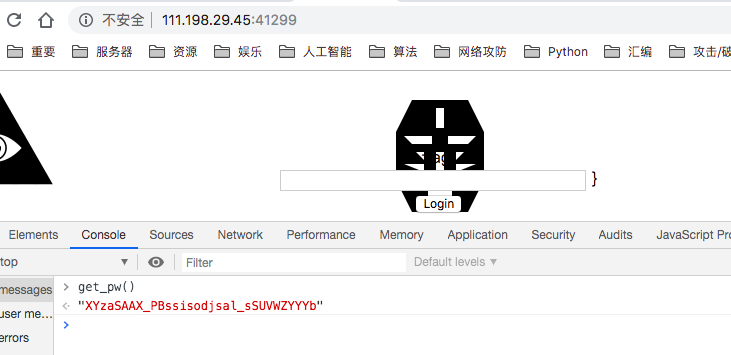 不安全 111.198.29.45:41299
重要 服务器 资源 娱乐 人工智能 算法 网络攻防 Python 汇编 攻击/破
}
Login
Elements Console Sources Network Performance Memory Application Security Audits JavaScript Pro
top Filter Default levels
messages
user me...
errors
get_pw()
"XYzaSAAX_PBssisodjsal_sSUVWZYYYb"